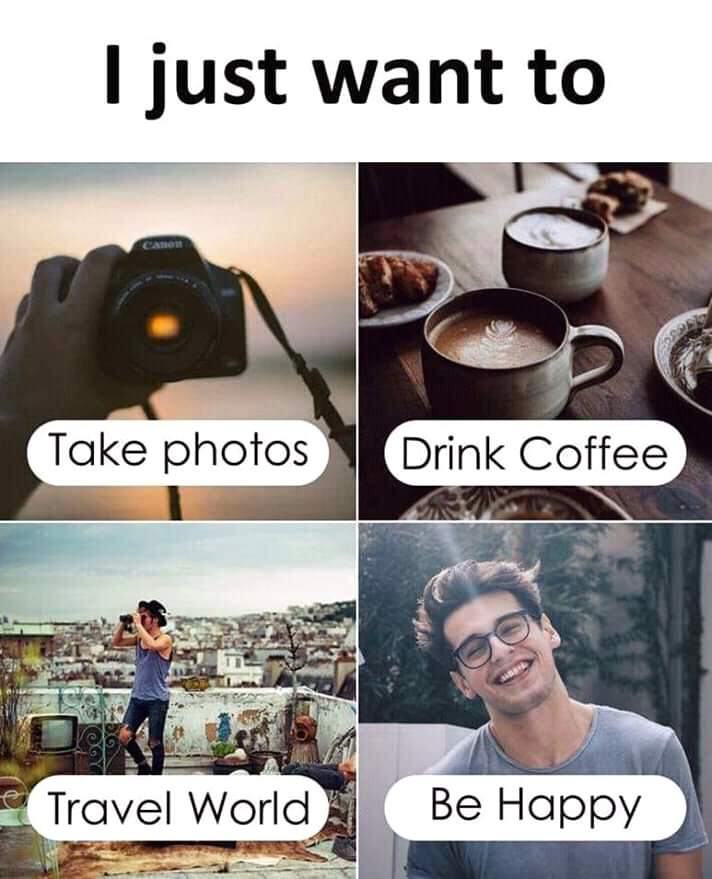 I just want to
Canon
Take photos
Drink Coffee
Travel World
Be Happy